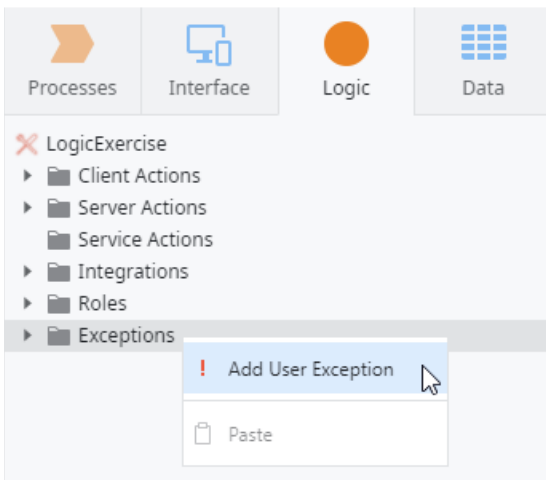 Processes Interface Logic Data
LogicExercise
Client Actions
Server Actions
Service Actions
Integrations
Roles
Exceptions
! Add User Exception
Paste